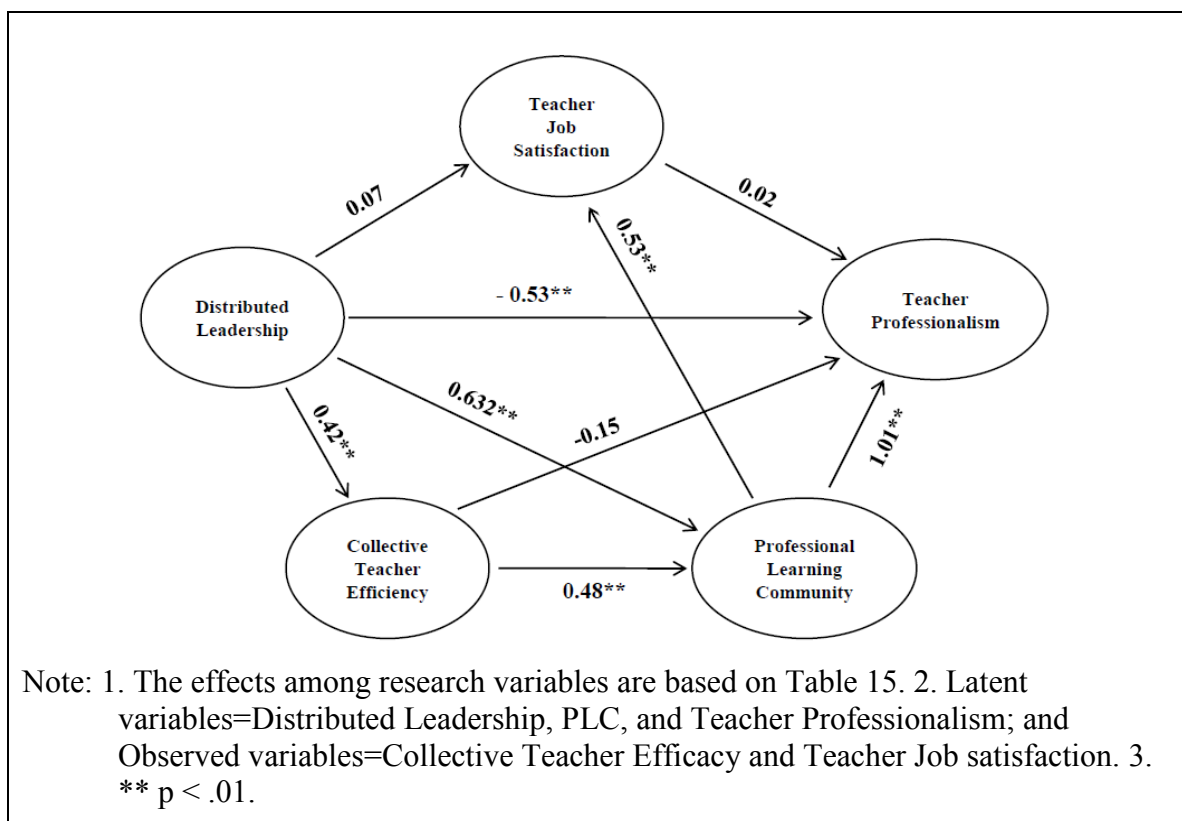 Teacher
Job
Satisfaction
0.07
0.02
0.53**
Distributed
Leadership
- 0.53**
Teacher
Professionalism
0.632**
0.42**
-0.15
1.01**
Collective
Teacher
Efficiency
0.48**
Professional
Learning
Community
Note: 1. The effects among research variables are based on Table 15. 2. Latent
variables=Distributed Leadership, PLC, and Teacher Professionalism; and
Observed variables=Collective Teacher Efficacy and Teacher Job satisfaction. 3.
** p < .01.